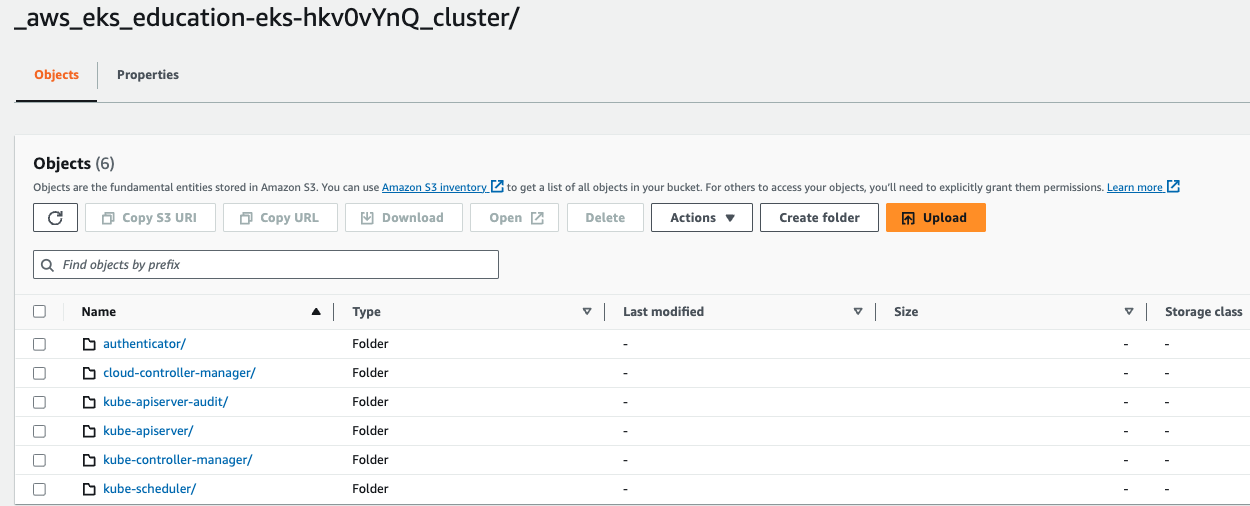 _aws_eks_education-eks-hkv0vYnQ_cluster/
Objects
Properties
Objects (6)
Objects are the fundamental entities stored in Amazon S3. You can use Amazon S3 inventory to get a list of all objects in your bucket. For others to access your objects, you'll need to explicitly grant them permissions. Learn more
Copy S3 URI Copy URL Download Open Delete Actions Create folder Upload
Find objects by prefix
Name Type Last modified Size Storage class
authenticator/ Folder - - -
cloud-controller-manager/ Folder - - -
kube-apiserver-audit/ Folder - - -
kube-apiserver/ Folder - - -
kube-controller-manager/ Folder - - -
kube-scheduler/ Folder - - -